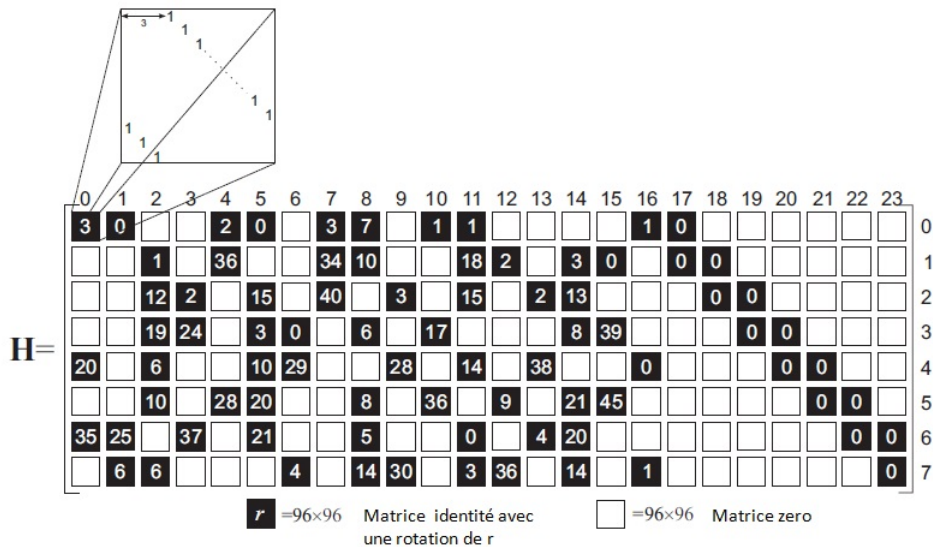 1
3
1
1
1
1
1
1
1
0 1 2 3 4 5 6 7 8 9 10 11 12 13 14 15 16 17 18 19 20 21 22 23
3 0 2 0 3 7 1 1 1 0 0
1 36 34 10 18 2 3 0 0 0 1
12 2 15 40 3 15 2 13 0 0 2
H= 19 24 3 0 6 17 8 39 0 0 3
20 6 10 29 28 14 38 0 0 0 4
10 28 20 8 36 9 21 45 0 0 5
35 25 37 21 5 0 4 20 0 0 6
6 6 4 14 30 3 36 14 1 0 7
r =96×96 Matrice identité avec une rotation de r
=96×96 Matrice zero